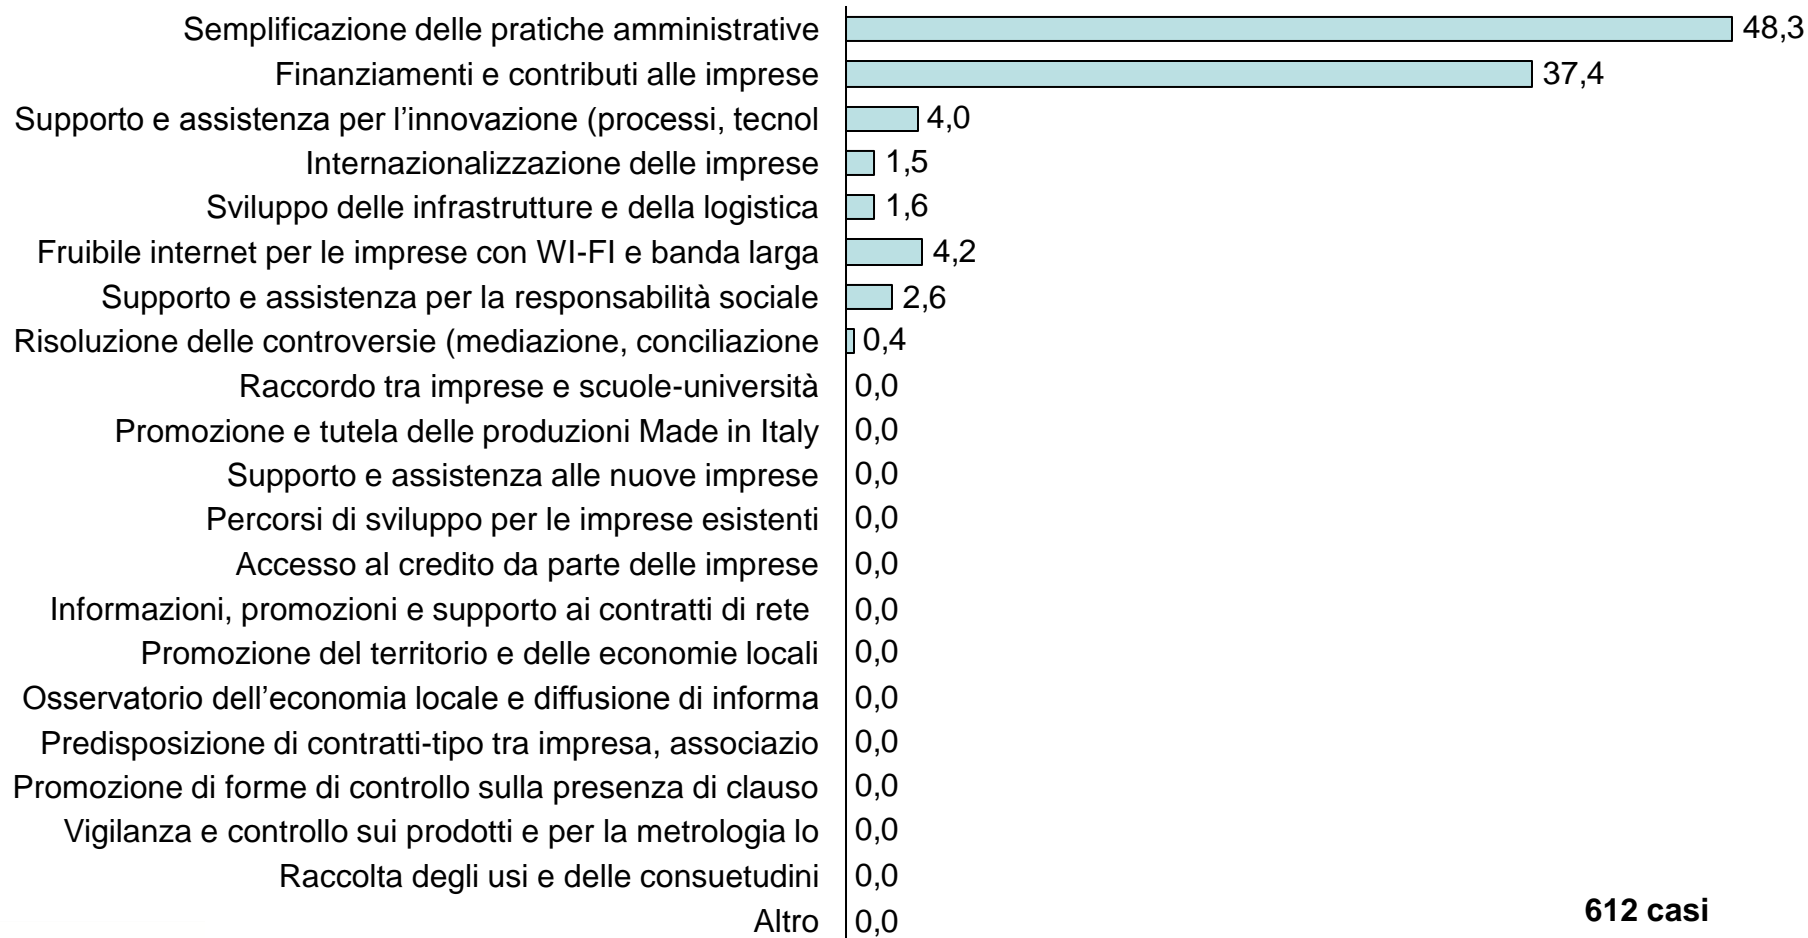 Semplificazione delle pratiche amministrative 48,3
Finanziamenti e contributi alle imprese 37,4
Supporto e assistenza per l’innovazione (processi, tecnol 4,0
Internazionalizzazione delle imprese 1,5
Sviluppo delle infrastrutture e della logistica 1,6
Fruibile internet per le imprese con WI-FI e banda larga 4,2
Supporto e assistenza per la responsabilità sociale 2,6
Risoluzione delle controversie (mediazione, conciliazione 0,4
Raccordo tra imprese e scuole-università 0,0
Promozione e tutela delle produzioni Made in Italy 0,0
Supporto e assistenza alle nuove imprese 0,0
Percorsi di sviluppo per le imprese esistenti 0,0
Accesso al credito da parte delle imprese 0,0
Informazioni, promozioni e supporto ai contratti di rete 0,0
Promozione del territorio e delle economie locali 0,0
Osservatorio dell’economia locale e diffusione di informa 0,0
Predisposizione di contratti-tipo tra impresa, associazio 0,0
Promozione di forme di controllo sulla presenza di clauso 0,0
Vigilanza e controllo sui prodotti e per la metrologia lo 0,0
Raccolta degli usi e delle consuetudini 0,0
Altro 0,0
612 casi